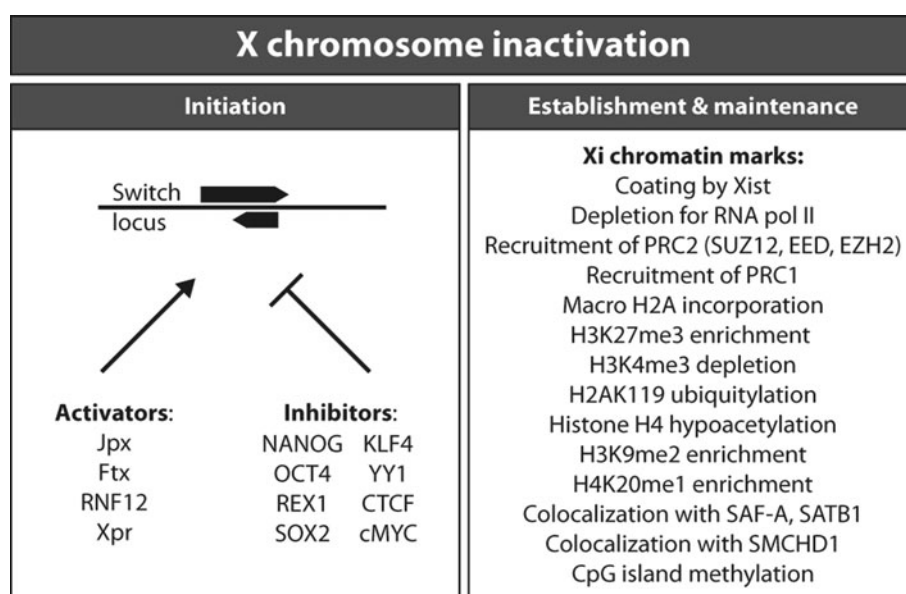 X chromosome inactivation
Initiation
Switch
locus
Activators:
Jpx
Ftx
RNF12
Xpr
Inhibitors:
NANOG KLF4
OCT4 YY1
REX1 CTCF
SOX2 cMYC
Establishment & maintenance
Xi chromatin marks:
Coating by Xist
Depletion for RNA pol II
Recruitment of PRC2 (SUZ12, EED, EZH2)
Recruitment of PRC1
Macro H2A incorporation
H3K27me3 enrichment
H3K4me3 depletion
H2AK119 ubiquitylation
Histone H4 hypoacetylation
H3K9me2 enrichment
H4K20me1 enrichment
Colocalization with SAF-A, SATB1
Colocalization with SMCHD1
CpG island methylation